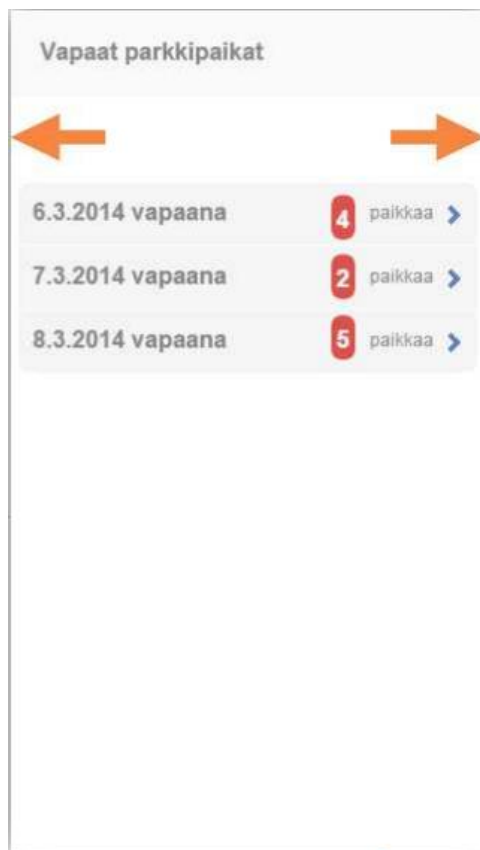 Vapaat parkkipaikat
6.3.2014 vapaana 4 paikkaa
7.3.2014 vapaana 2 paikkaa
8.3.2014 vapaana 5 paikkaa